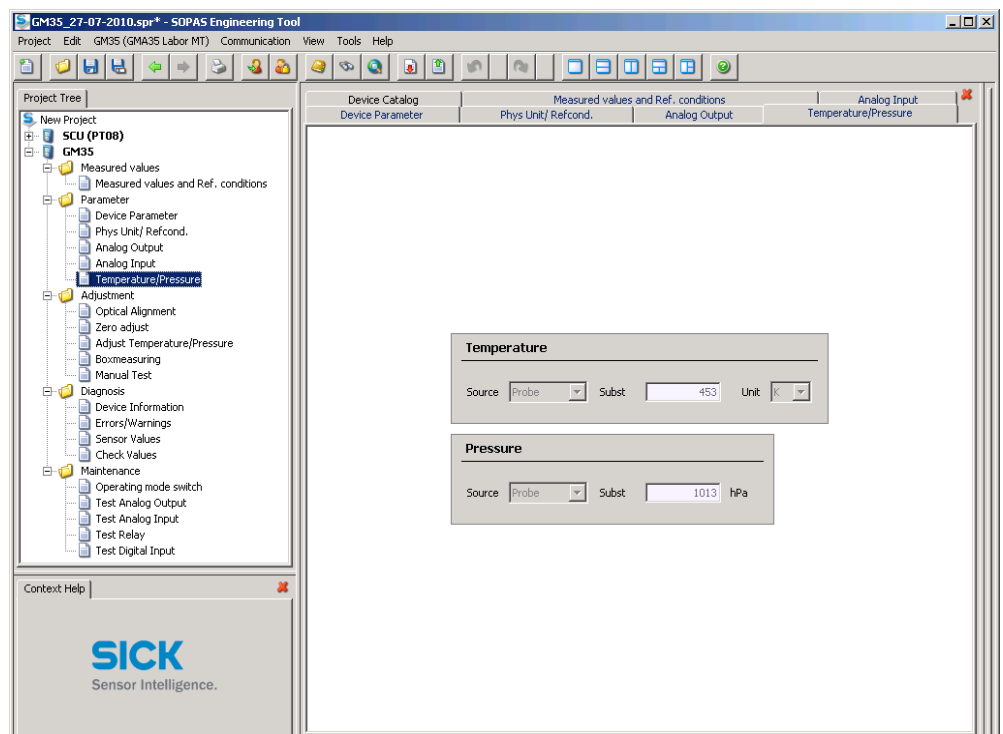 GM35_27-07-2010.spr* - SOPAS Engineering Tool
Project Edit GM35 (GMA35 Labor MT) Communication View Tools Help
Project Tree
New Project
SCU (PT08)
GM35
Measured values
Measured values and Ref. conditions
Parameter
Device Parameter
Phys Unit/ Refcond.
Analog Output
Analog Input
Temperature/Pressure
Adjustment
Optical Alignment
Zero adjust
Adjust Temperature/Pressure
Boxmeasuring
Manual Test
Diagnosis
Device Information
Errors/Warnings
Sensor Values
Check Values
Maintenance
Operating mode switch
Test Analog Output
Test Analog Input
Test Relay
Test Digital Input
Context Help
SICK
Sensor Intelligence.
Device Catalog Measured values and Ref. conditions Analog Input
Device Parameter Phys Unit/ Refcond. Analog Output Temperature/Pressure
Temperature
Source Probe Subst 453 Unit K
Pressure
Source Probe Subst 1013 hPa